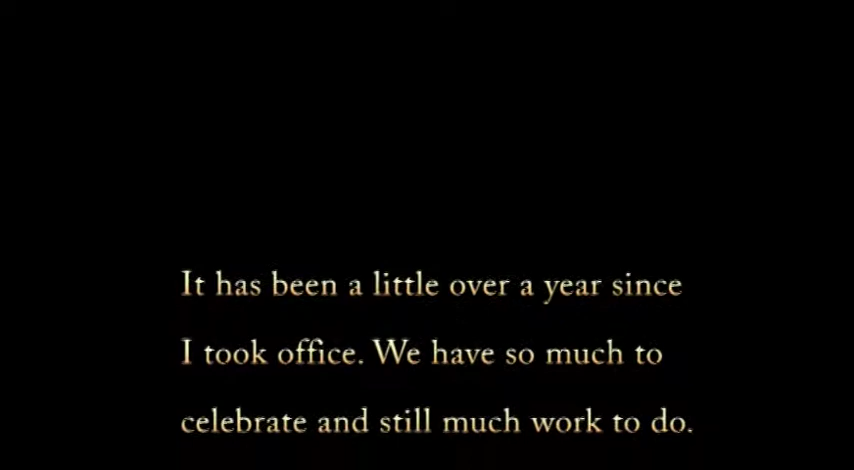 It has been a little over a year since
I took office. We have so much to
celebrate and still much work to do.